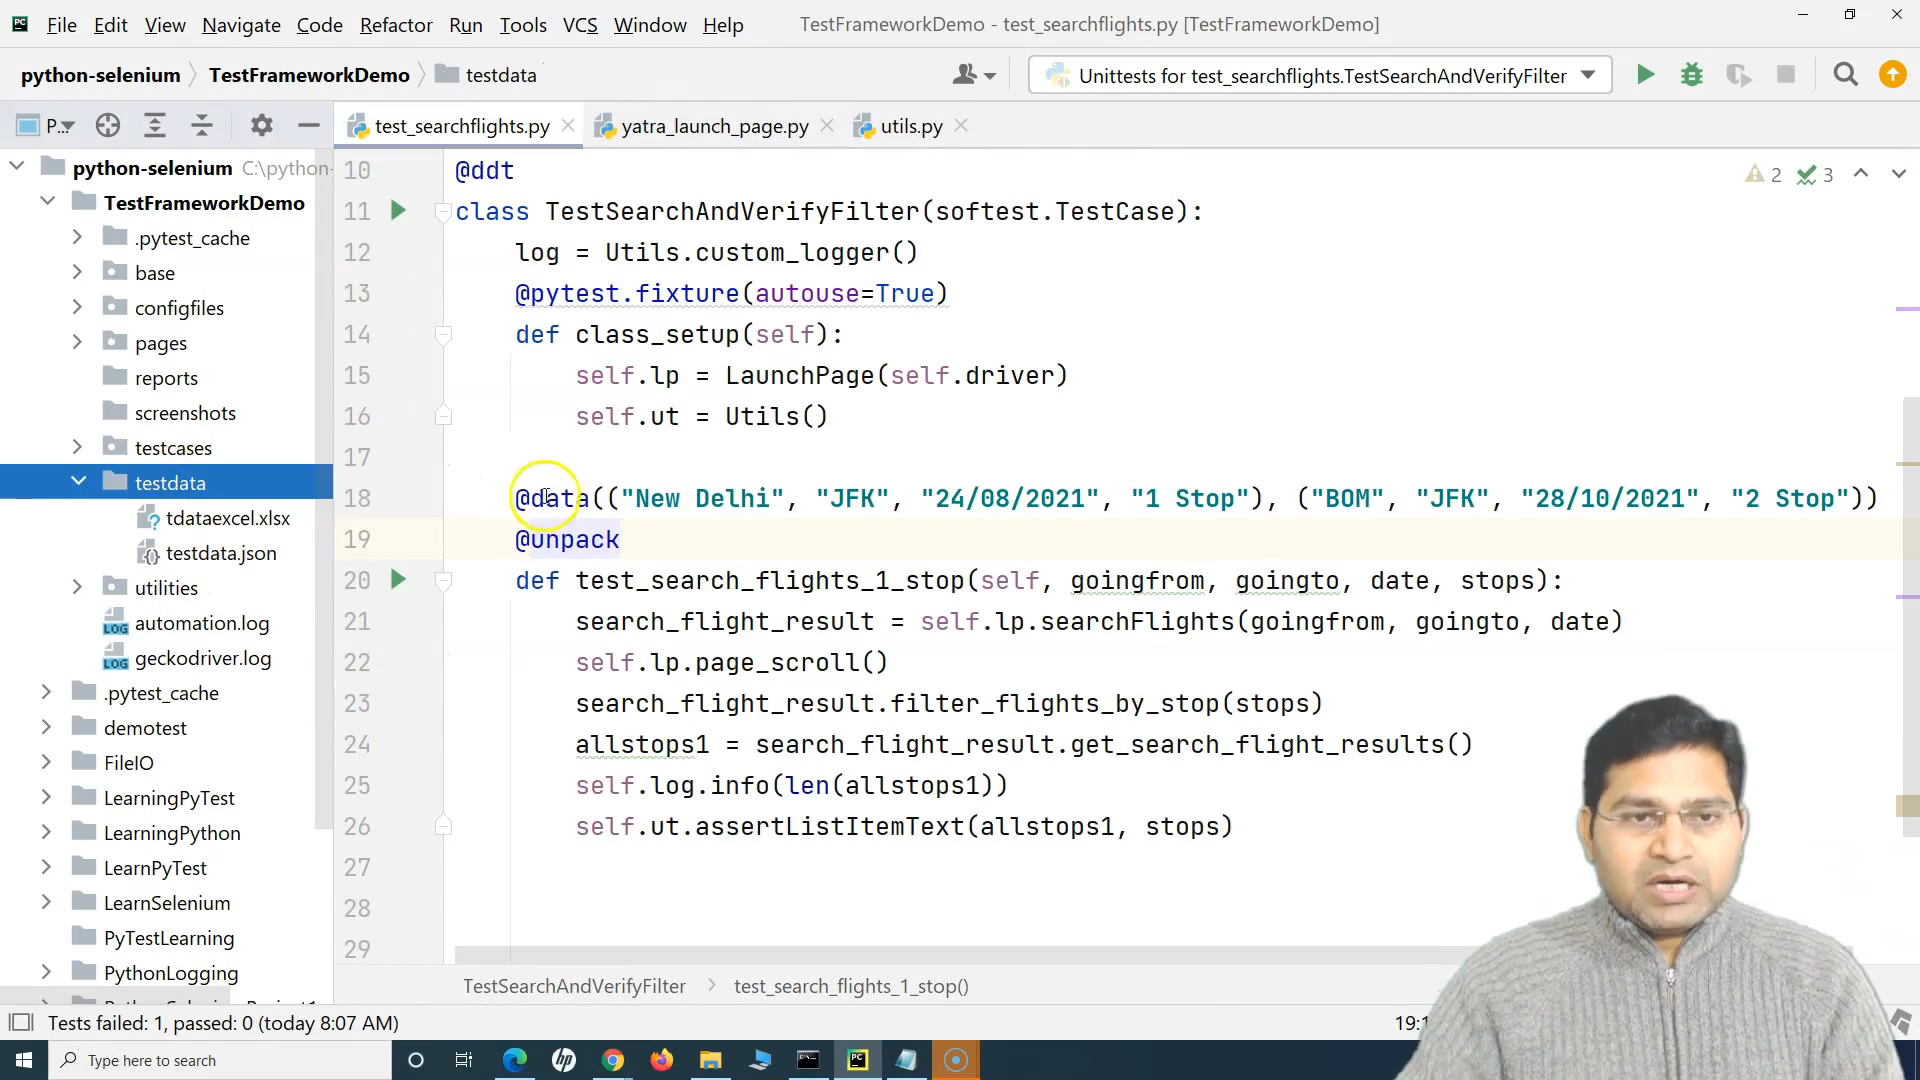 File Edit View Navigate Code Refactor Run Tools VCS Window Help TestFrameworkDemo - test_searchflights.py [TestFrameworkDemo]
python-selenium TestFrameworkDemo testdata Unittests for test_searchflights.TestSearchAndVerifyFilter
P... test_searchflights.py yatra_launch_page.py utils.py
python-selenium C:\python-
TestFrameworkDemo
.pytest_cache
base
configfiles
pages
reports
screenshots
testcases
testdata
tdataexcel.xlsx
testdata.json
utilities
automation.log
geckodriver.log
.pytest_cache
demotest
FileIO
LearningPyTest
LearningPython
LearnPyTest
LearnSelenium
PyTestLearning
PythonLogging
2 3
10 @ddt
11 class TestSearchAndVerifyFilter(softest.TestCase):
12 log = Utils.custom_logger()
13 @pytest.fixture(autouse=True)
14 def class_setup(self):
15 self.lp = LaunchPage(self.driver)
16 self.ut = Utils()
17
18 @data(("New Delhi", "JFK", "24/08/2021", "1 Stop"), ("BOM", "JFK", "28/10/2021", "2 Stop"))
19 @unpack
20 def test_search_flights_1_stop(self, goingfrom, goingto, date, stops):
21 search_flight_result = self.lp.searchFlights(goingfrom, goingto, date)
22 self.lp.page_scroll()
23 search_flight_result.filter_flights_by_stop(stops)
24 allstops1 = search_flight_result.get_search_flight_results()
25 self.log.info(len(allstops1))
26 self.ut.assertListItemText(allstops1, stops)
27
28
29
TestSearchAndVerifyFilter test_search_flights_1_stop()
Tests failed: 1, passed: 0 (today 8:07 AM)
Type here to search